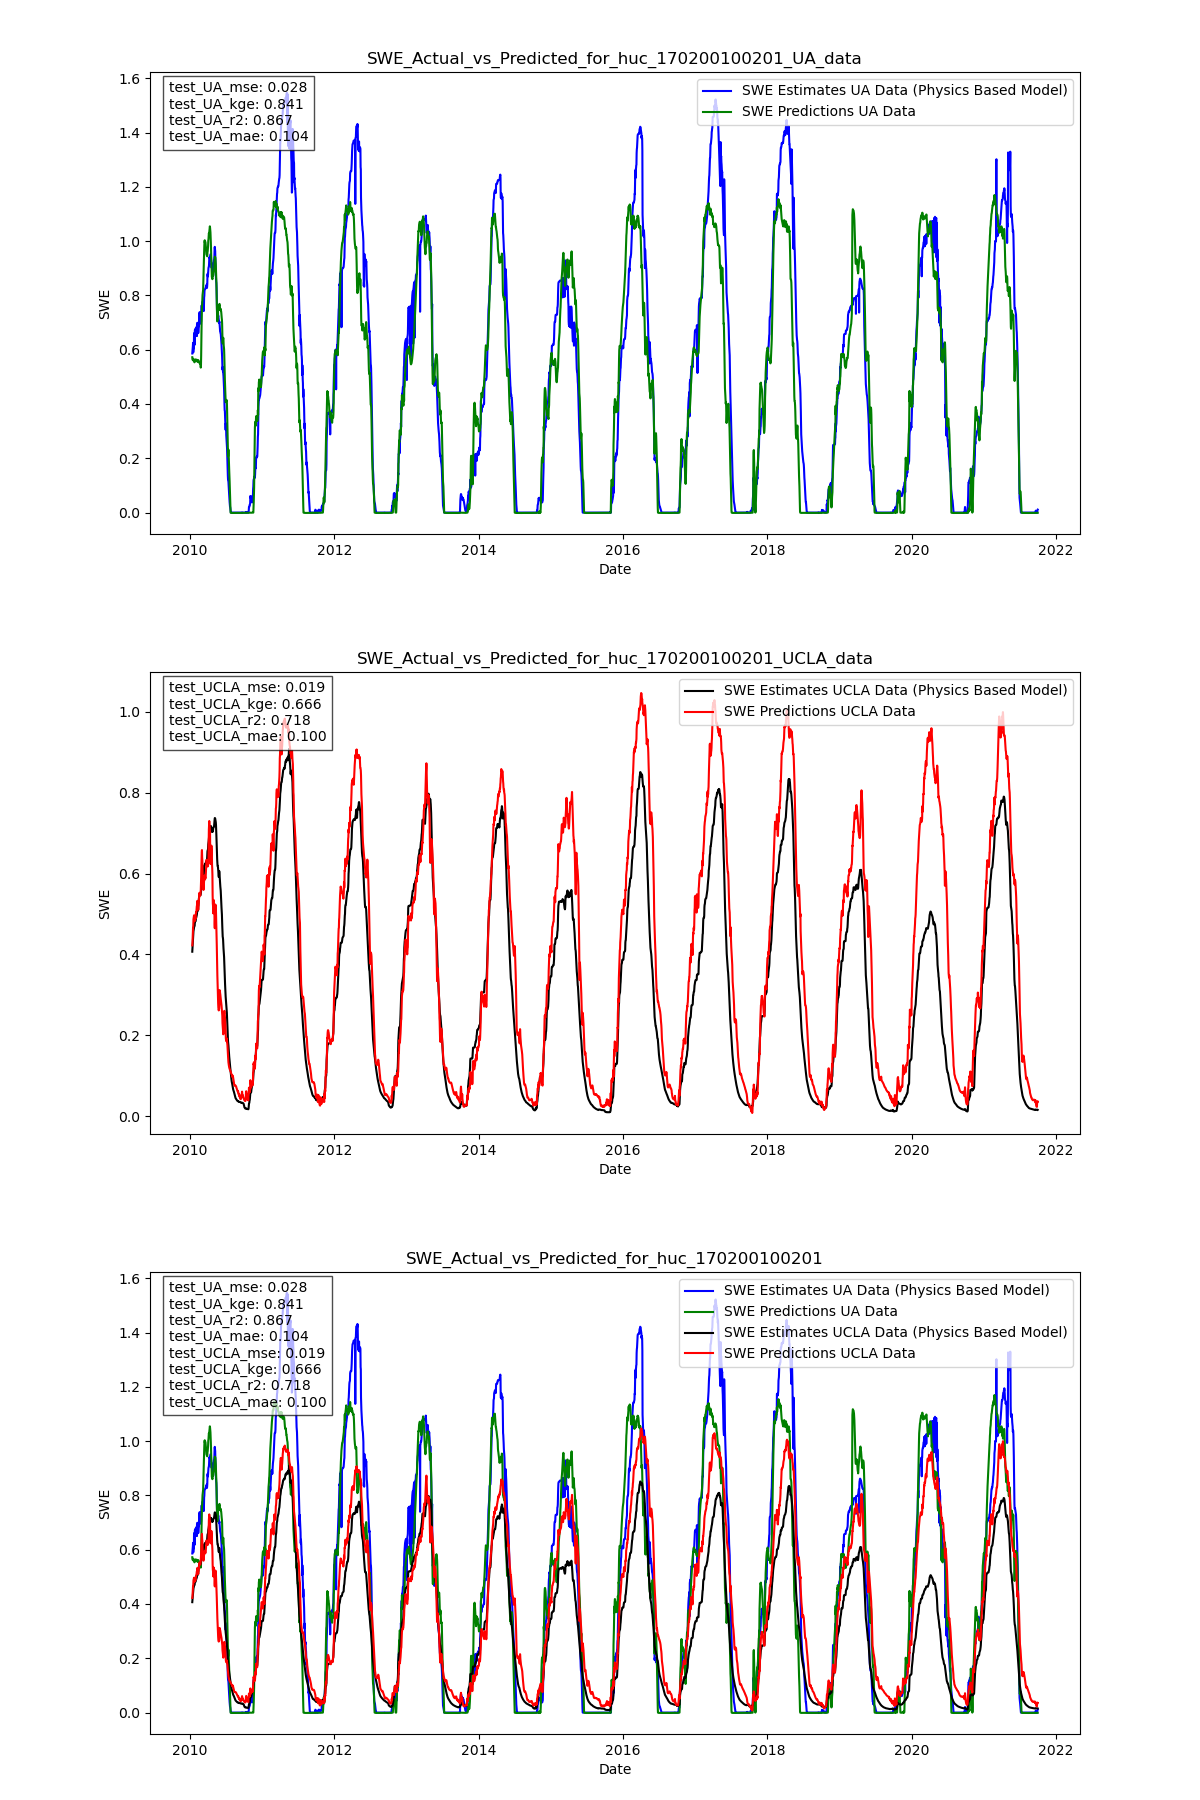 SWE_Actual_vs_Predicted_for_huc_170200100201_UA_data
test_UA_mse: 0.028
test_UA_kge: 0.841
test_UA_r2: 0.867
test_UA_mae: 0.104
SWE Estimates UA Data (Physics Based Model)
SWE Predictions UA Data
1.6
1.4
1.2
1.0
0.8
0.6
0.4
0.2
0.0
SWE
2010 2012 2014 2016 2018 2020 2022
Date
SWE_Actual_vs_Predicted_for_huc_170200100201_UCLA_data
test_UCLA_mse: 0.019
test_UCLA_kge: 0.666
test_UCLA_r2: 0.718
test_UCLA_mae: 0.100
SWE Estimates UCLA Data (Physics Based Model)
SWE Predictions UCLA Data
1.0
0.8
0.6
0.4
0.2
0.0
SWE
2010 2012 2014 2016 2018 2020 2022
Date
SWE_Actual_vs_Predicted_for_huc_170200100201
test_UA_mse: 0.028
test_UA_kge: 0.841
test_UA_r2: 0.867
test_UA_mae: 0.104
test_UCLA_mse: 0.019
test_UCLA_kge: 0.666
test_UCLA_r2: 0.718
test_UCLA_mae: 0.100
SWE Estimates UA Data (Physics Based Model)
SWE Predictions UA Data
SWE Estimates UCLA Data (Physics Based Model)
SWE Predictions UCLA Data
1.6
1.4
1.2
1.0
0.8
0.6
0.4
0.2
0.0
SWE
2010 2012 2014 2016 2018 2020 2022
Date